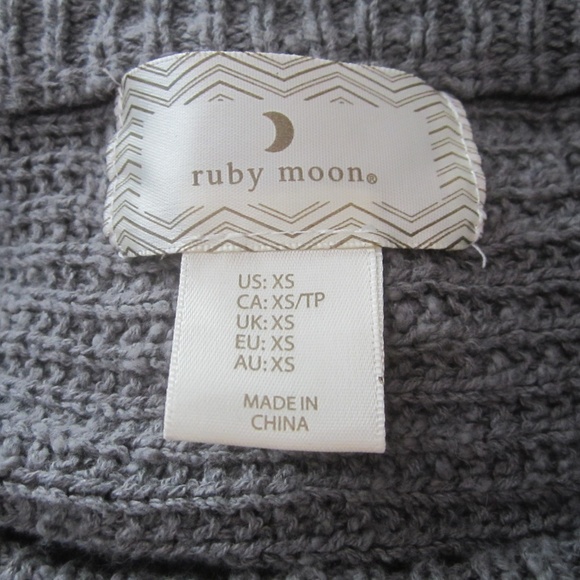 ruby moon®
US: XS
CA: XS/TP
UK: XS
EU: XS
AU: XS
MADE IN
CHINA